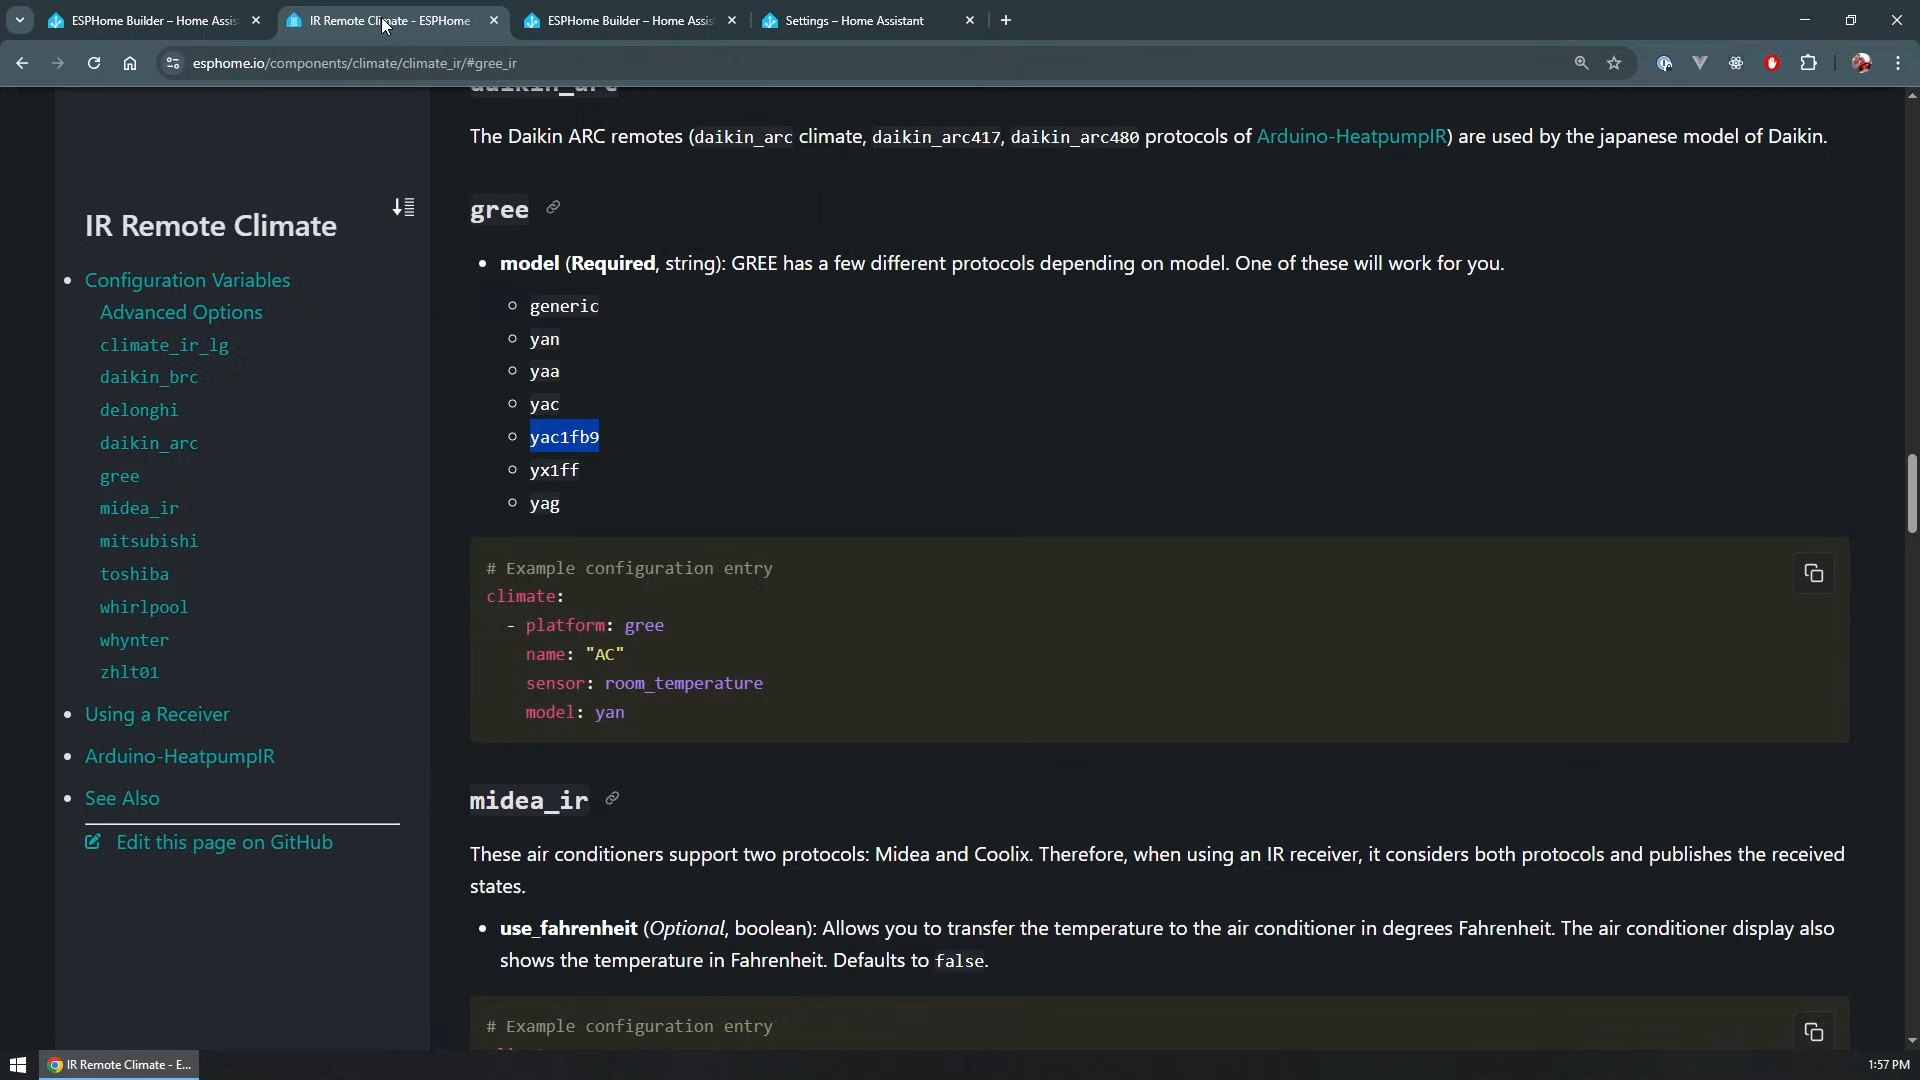 ESPHome Builder – Home Assis
IR Remote Climate - ESPHome
ESPHome Builder – Home Assis
Settings – Home Assistant
esphome.io/components/climate/climate_ir/#gree_ir
daikin_arc
The Daikin ARC remotes (daikin_arc climate, daikin_arc417, daikin_arc480 protocols of Arduino-HeatpumpIR) are used by the japanese model of Daikin.
IR Remote Climate
Configuration Variables
Advanced Options
climate_ir_lg
daikin_brc
delonghi
daikin_arc
gree
midea_ir
mitsubishi
toshiba
whirlpool
whynter
zhlt01
Using a Receiver
Arduino-HeatpumpIR
See Also
Edit this page on GitHub
gree
model (Required, string): GREE has a few different protocols depending on model. One of these will work for you.
generic
yan
yaa
yac
yac1fb9
yx1ff
yag
# Example configuration entry
climate:
- platform: gree
name: "AC"
sensor: room_temperature
model: yan
midea_ir
These air conditioners support two protocols: Midea and Coolix. Therefore, when using an IR receiver, it considers both protocols and publishes the received
states.
use_fahrenheit (Optional, boolean): Allows you to transfer the temperature to the air conditioner in degrees Fahrenheit. The air conditioner display also
shows the temperature in Fahrenheit. Defaults to false.
# Example configuration entry
IR Remote Climate - E...
1:57 PM